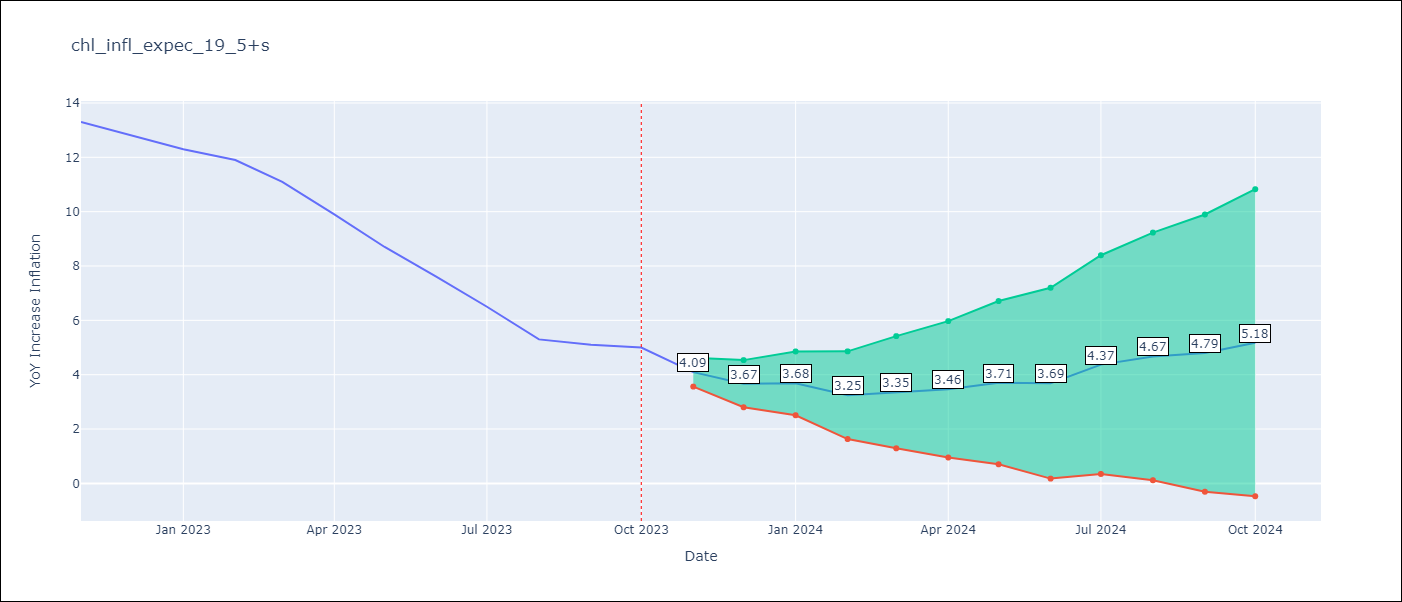 chl_infl_expec_19_5+s
14
12
10
8
6
4
2
0
YoY Increase Inflation
4.09
3.67
3.68
3.25
3.35
3.46
3.71
3.69
4.37
4.67
4.79
5.18
Jan 2023
Apr 2023
Jul 2023
Oct 2023
Jan 2024
Apr 2024
Jul 2024
Oct 2024
Date